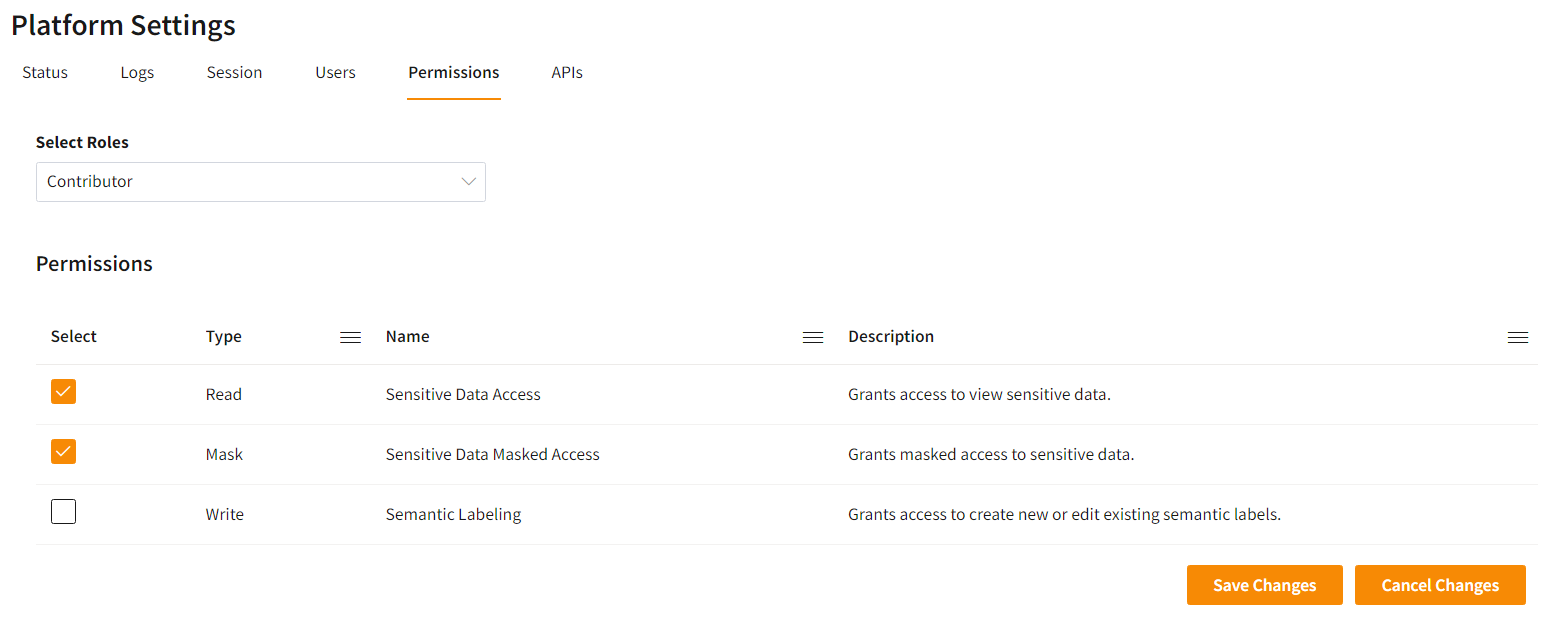 Platform Settings
Status Logs Session Users Permissions APIs
Select Roles
Contributor
Permissions
Select Type Name Description
Read Sensitive Data Access Grants access to view sensitive data.
Mask Sensitive Data Masked Access Grants masked access to sensitive data.
Write Semantic Labeling Grants access to create new or edit existing semantic labels.
Save Changes Cancel Changes